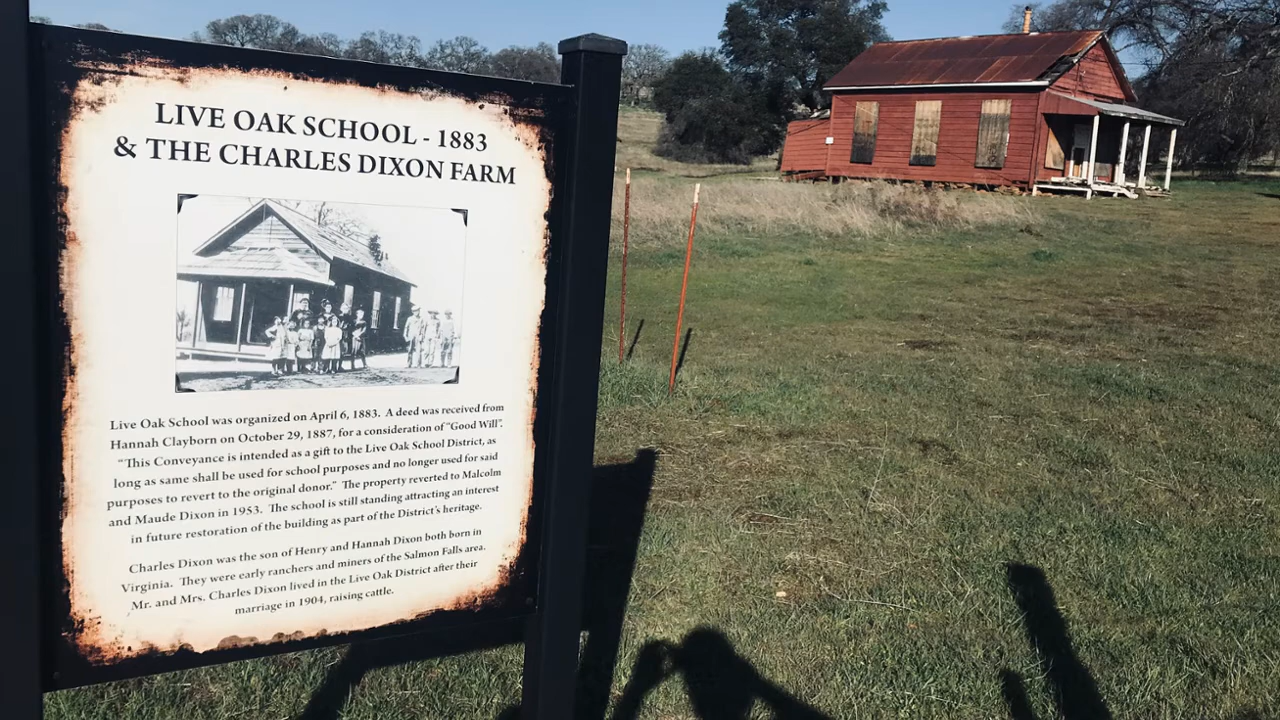 LIVE OAK SCHOOL - 1883
& THE CHARLES DIXON FARM
Live Oak School was organized on April 6, 1883. A deed was received from
Hannah Clayborn on October 29, 1887, for a consideration of "Good Will".
"This Conveyance is intended as a gift to the Live Oak School District, as
long as same shall be used for school purposes and no longer used for said
purposes to revert to the original donor." The property reverted to Malcolm
and Maude Dixon in 1953. The school is still standing attracting an interest
in future restoration of the building as part of the District's heritage.
Charles Dixon was the son of Henry and Hannah Dixon both born in
Virginia. They were early ranchers and miners of the Salmon Falls area.
Mr. and Mrs. Charles Dixon lived in the Live Oak District after their
marriage in 1904, raising cattle.